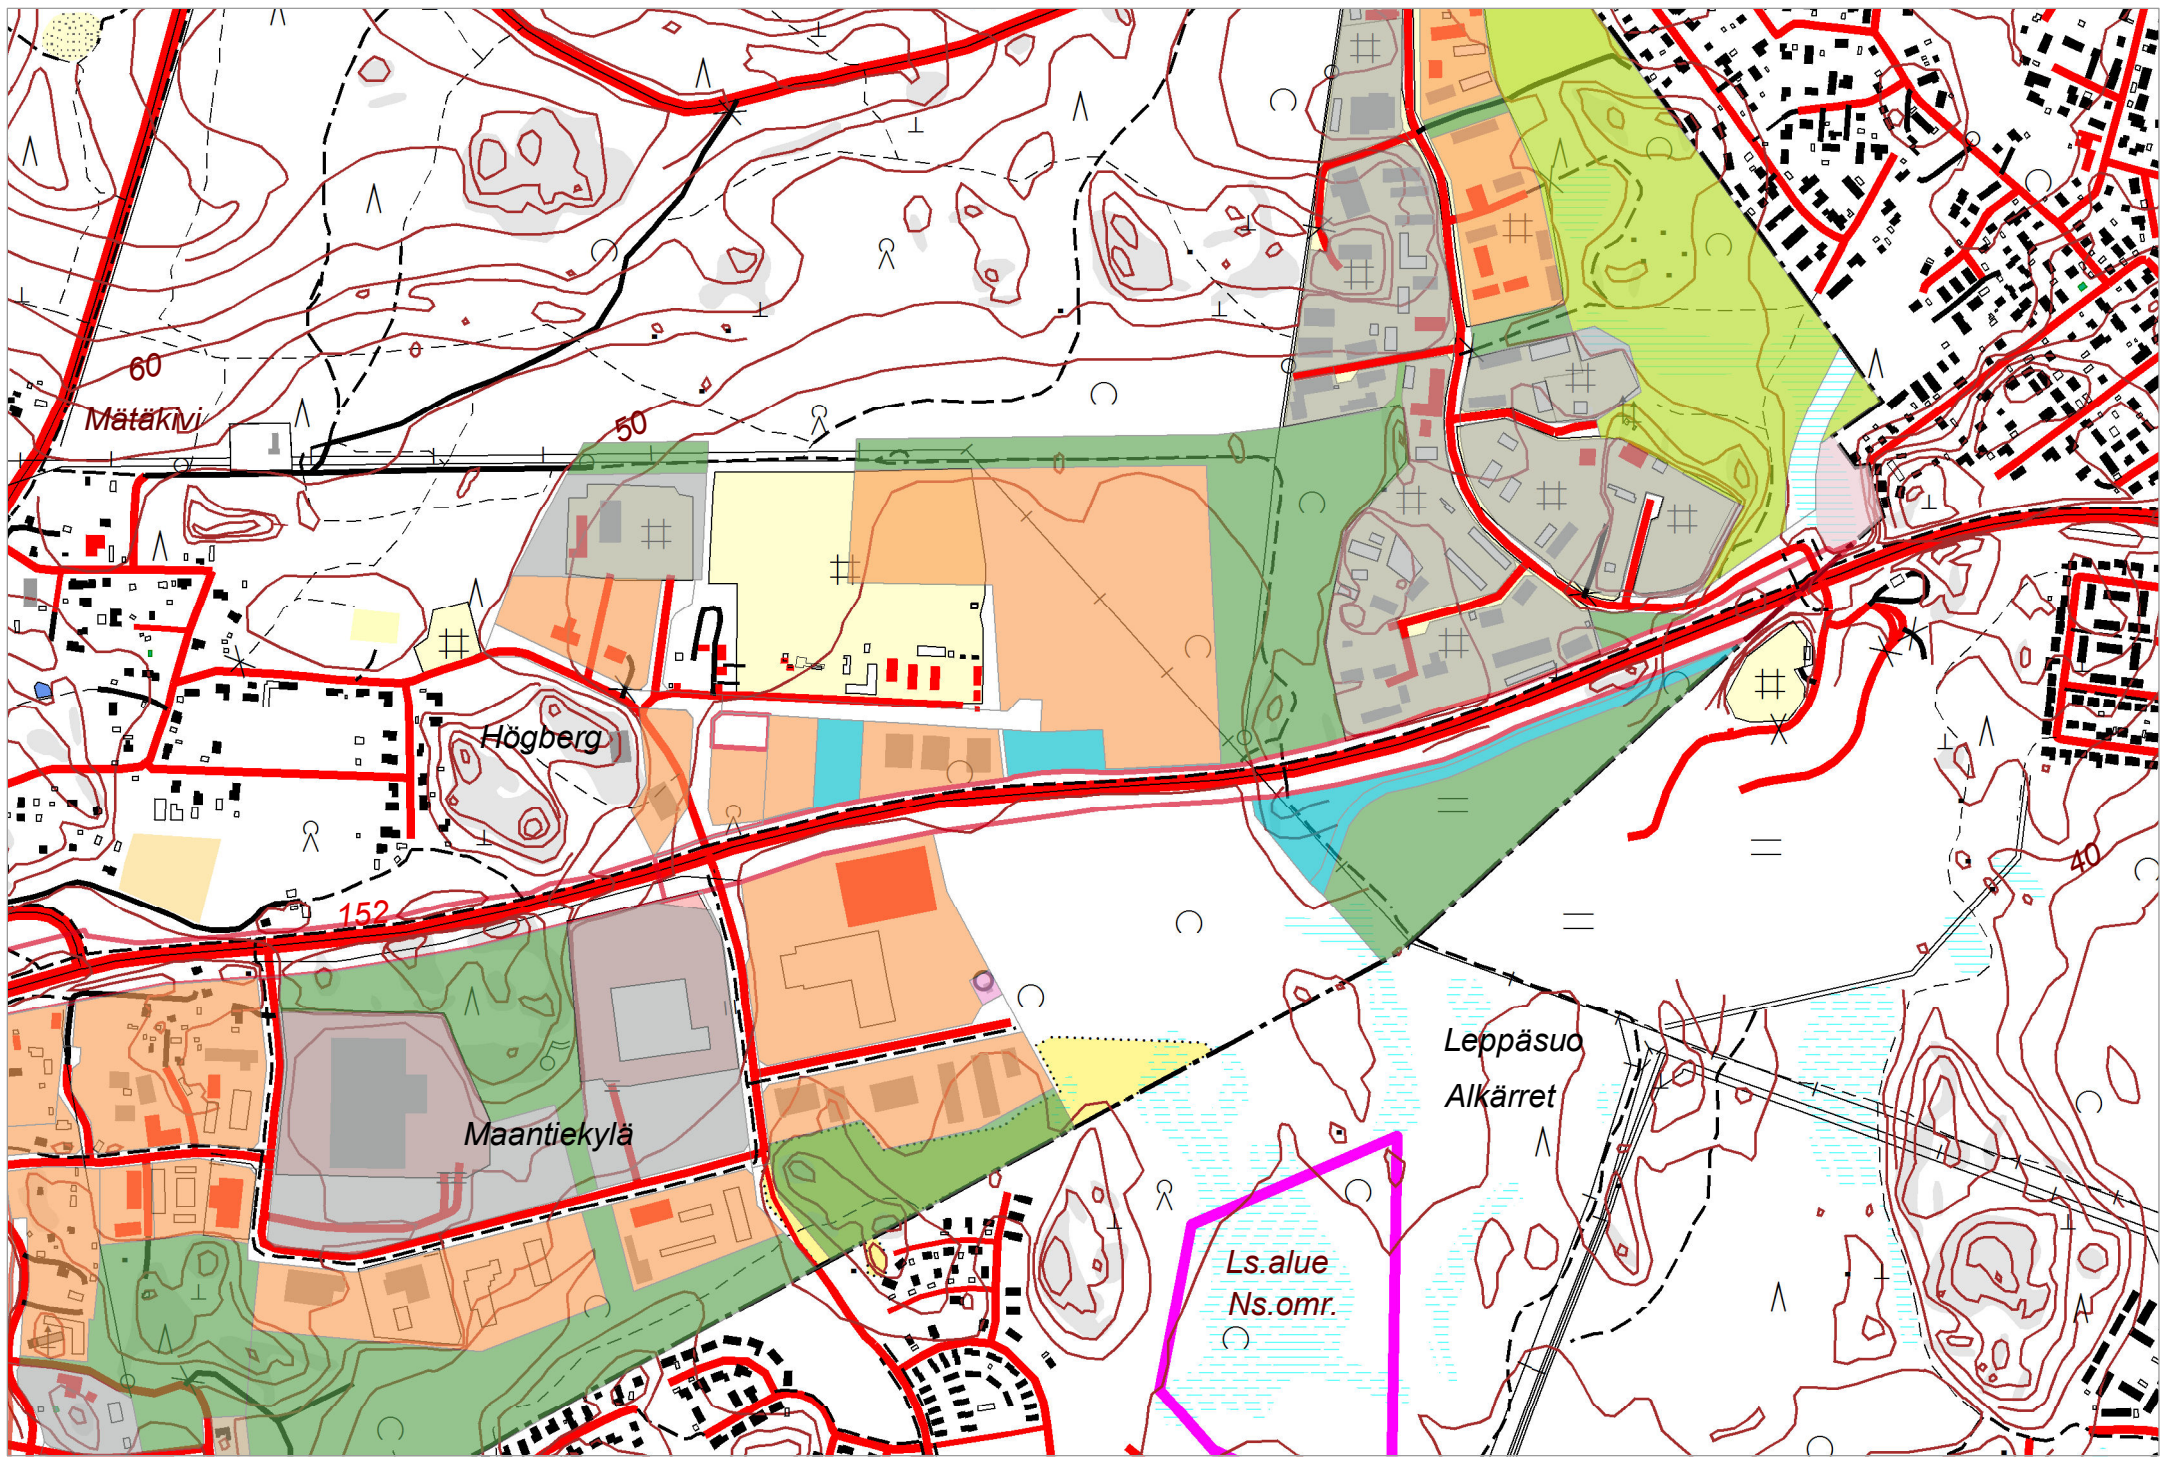 60
Mätäkivi
50
Högberg
152
40
Leppäsuo
Alkärret
Maantiekylä
Ls.alue
Ns.omr.